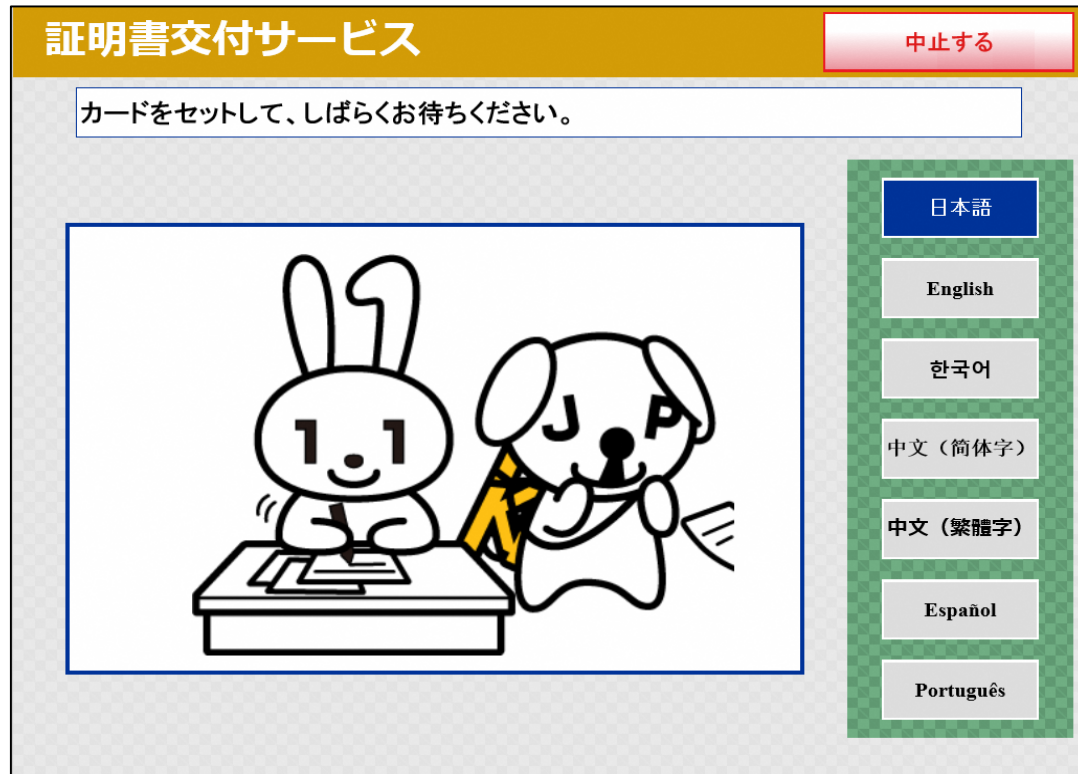 証明書交付サービス
中止する
カードをセットして、しばらくお待ちください。
日本語
English
한국어
中文（简体字）
中文（繁體字）
Español
Português
1 1
J P